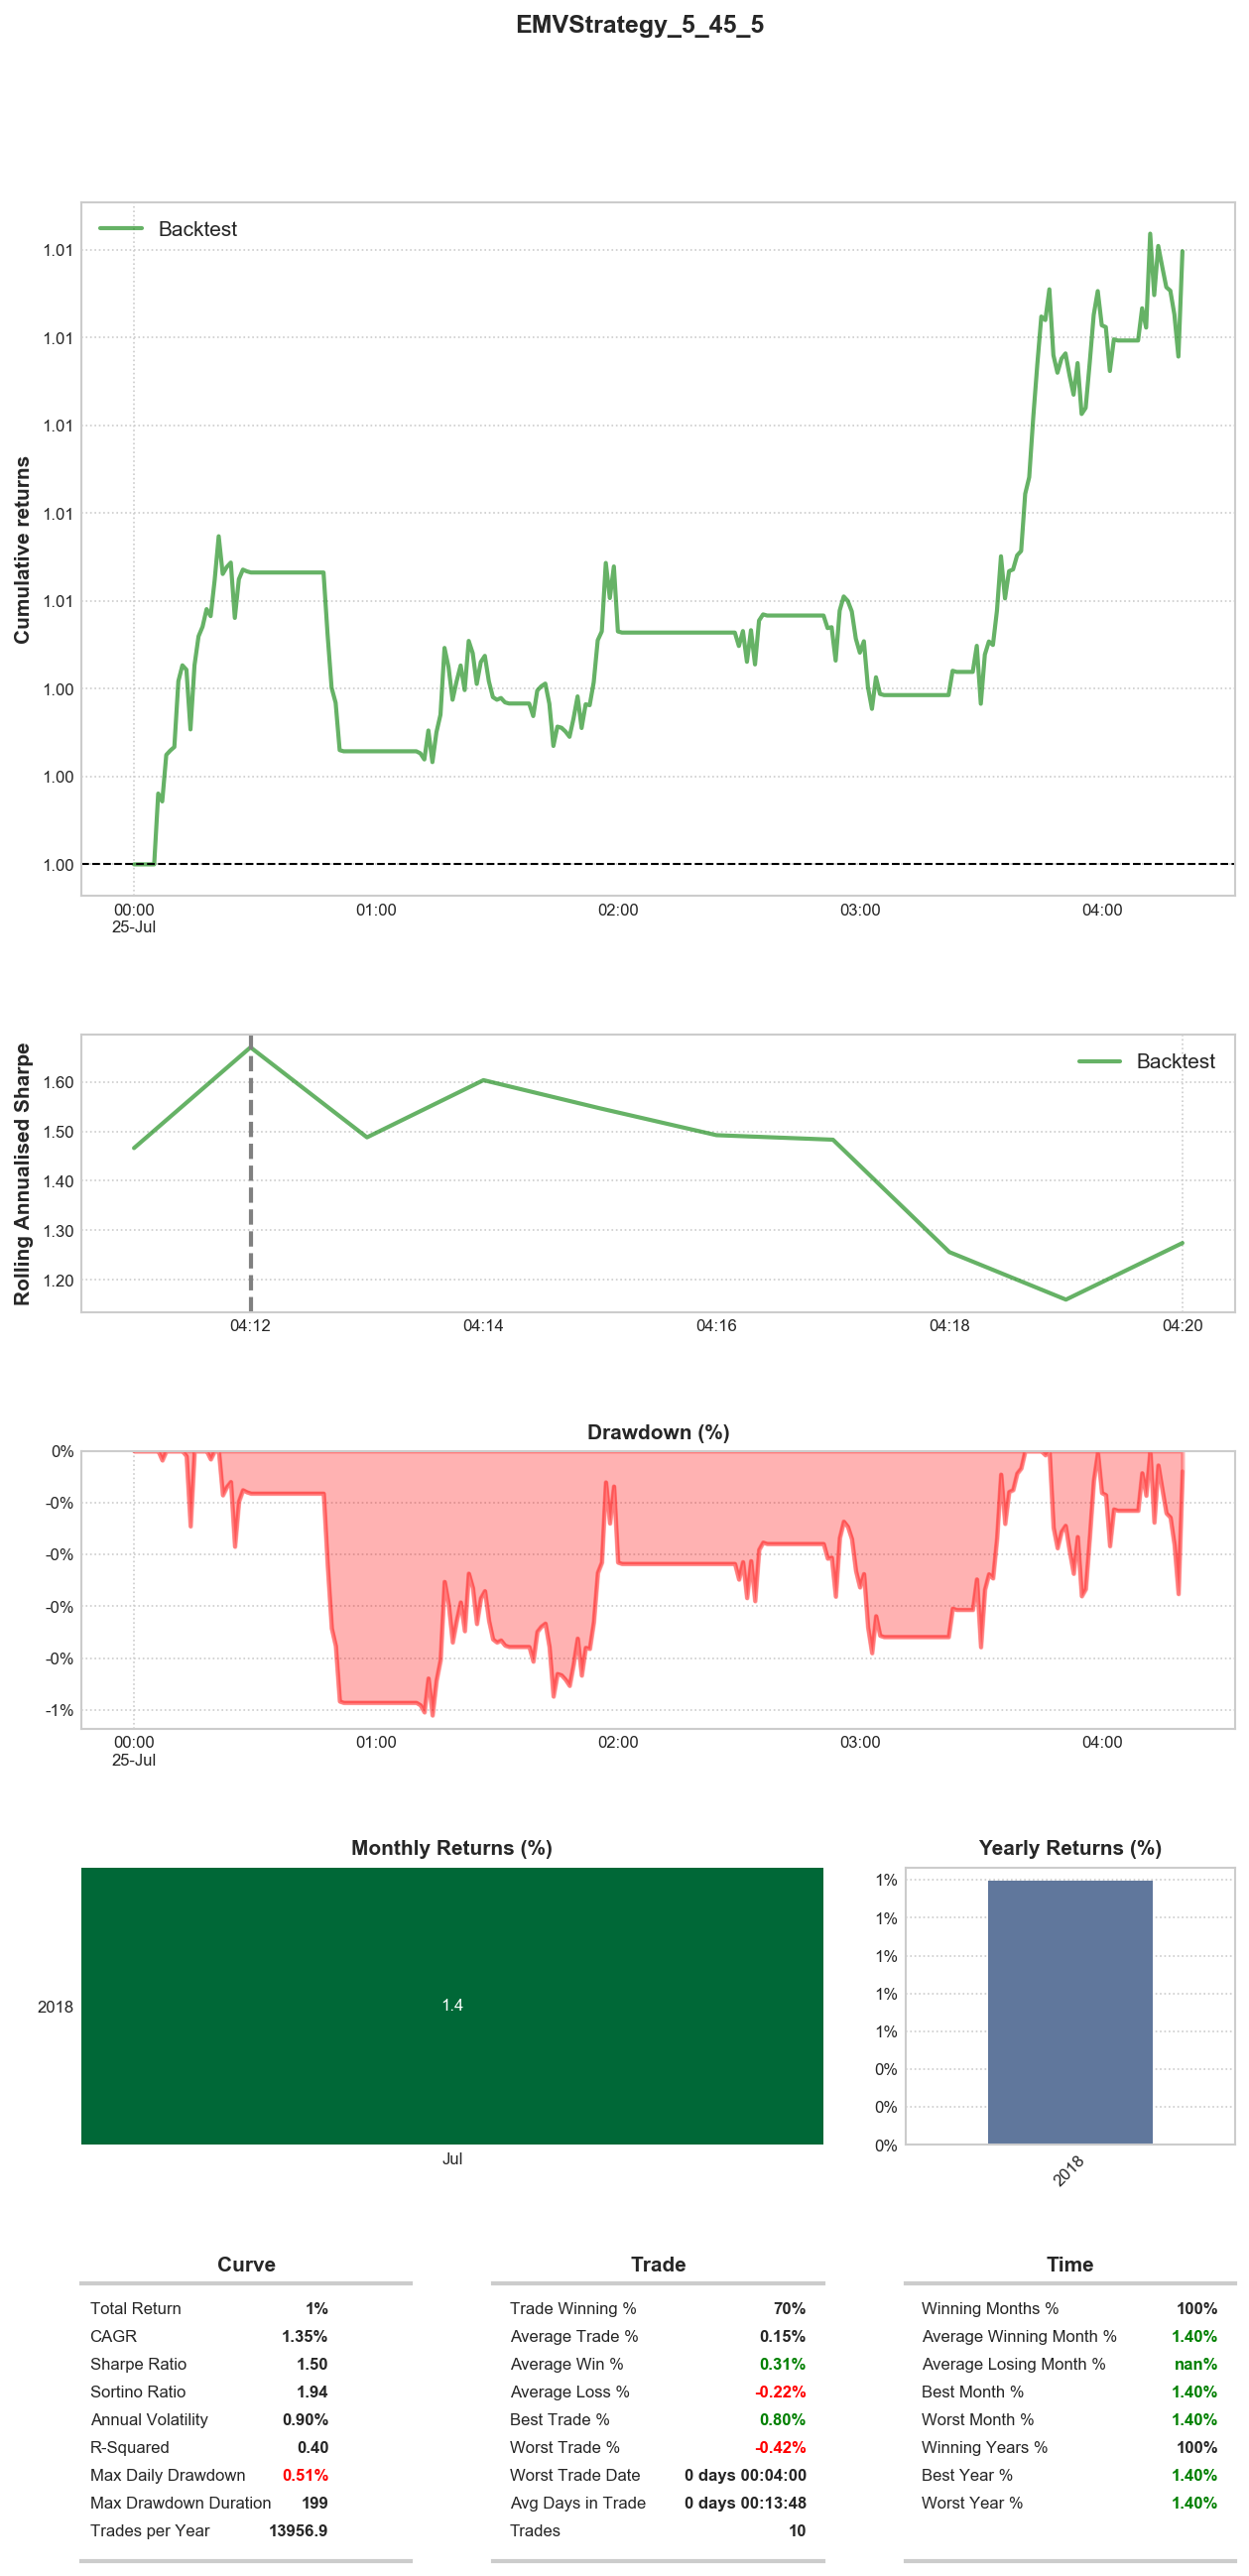 EMVStrategy_5_45_5
Backtest
1.01
1.01
1.01
1.01
1.01
1.00
1.00
1.00
Cumulative returns
00:00 01:00 02:00 03:00 04:00
25-Jul
Backtest
1.60
1.50
1.40
1.30
1.20
Rolling Annualised Sharpe
04:12 04:14 04:16 04:18 04:20
Drawdown (%)
0%
-0%
-0%
-0%
-0%
-1%
00:00 01:00 02:00 03:00 04:00
25-Jul
Monthly Returns (%)
2018
1.4
Jul
Yearly Returns (%)
1%
1%
1%
1%
1%
0%
0%
0%
2018
Curve
Total Return 1%
CAGR 1.35%
Sharpe Ratio 1.50
Sortino Ratio 1.94
Annual Volatility 0.90%
R-Squared 0.40
Max Daily Drawdown 0.51%
Max Drawdown Duration 199
Trades per Year 13956.9
Trade
Trade Winning % 70%
Average Trade % 0.15%
Average Win % 0.31%
Average Loss % -0.22%
Best Trade % 0.80%
Worst Trade % -0.42%
Worst Trade Date 0 days 00:04:00
Avg Days in Trade 0 days 00:13:48
Trades 10
Time
Winning Months % 100%
Average Winning Month % 1.40%
Average Losing Month % nan%
Best Month % 1.40%
Worst Month % 1.40%
Winning Years % 100%
Best Year % 1.40%
Worst Year % 1.40%